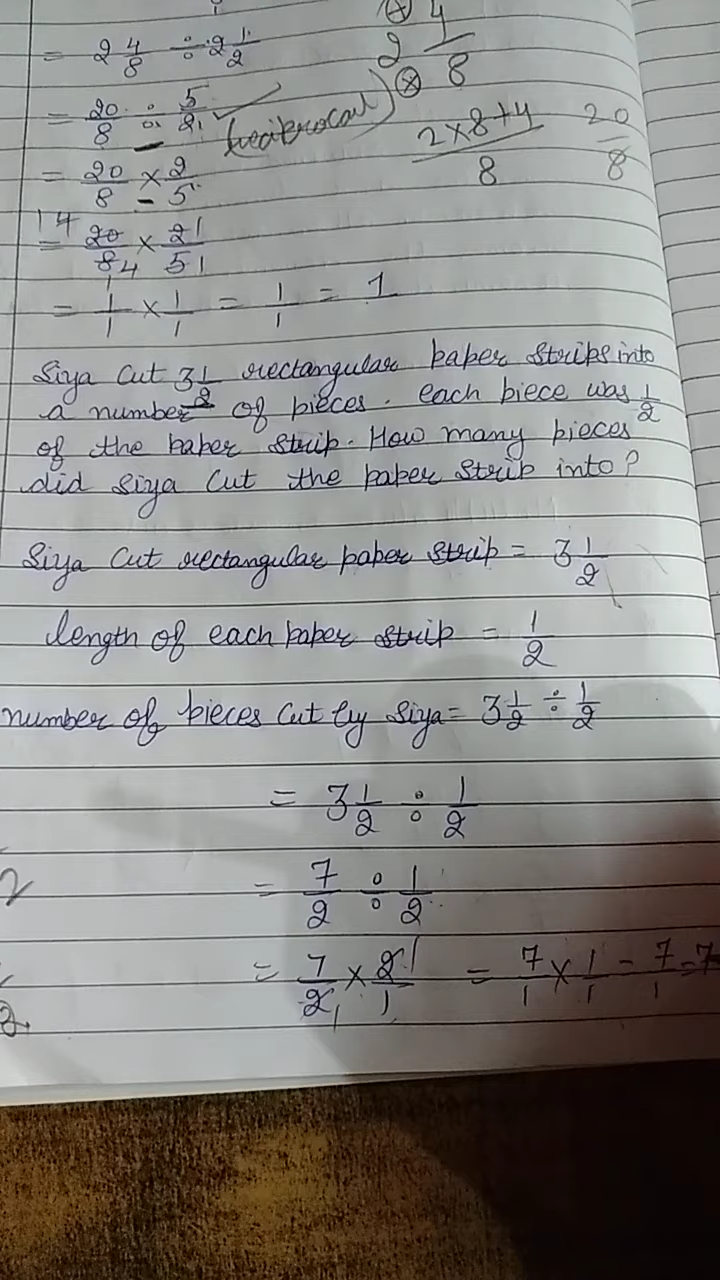 = 2 4/8 ÷ 2 1/2
2 4/8
= 20/8 ÷ 5/2
(reciprocal)
2×8+4/8 20/8
= 20/8 × 2/5
= 20/8 × 2/5
= 1/1 × 1/1 = 1/1 = 1
Siya cut 3 1/2 rectangular paper strips into
a number of pieces. each piece was 1/2
of the paper strip. How many pieces
did Siya cut the paper strip into?
Siya cut rectangular paper strip = 3 1/2
length of each paper strip = 1/2
number of pieces cut by Siya = 3 1/2 ÷ 1/2
= 3 1/2 ÷ 1/2
= 7/2 ÷ 1/2
= 7/2 × 2/1 = 7/1 × 1/1 = 7/1 = 7